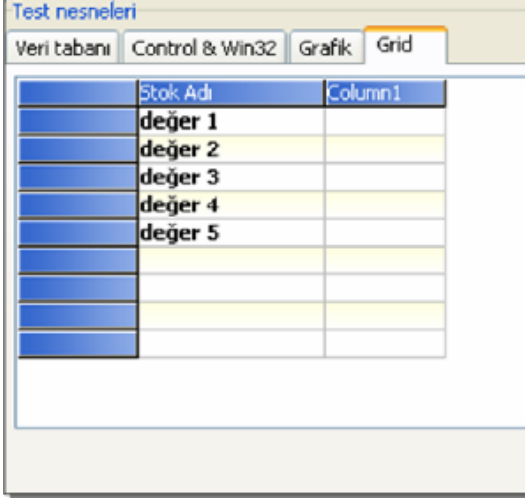 Test nesneleri
Veri tabanı Control & Win32 Grafik Grid
Stok Adı Column1
değer 1
değer 2
değer 3
değer 4
değer 5